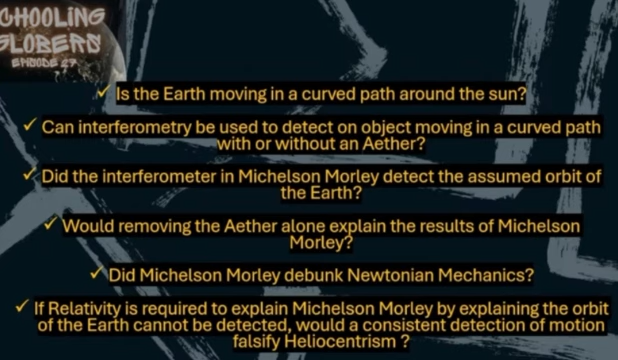 CHOOLING
GLOBERS
EPISODE 27
✓ Is the Earth moving in a curved path around the sun?
✓ Can interferometry be used to detect on object moving in a curved path
with or without an Aether?
✓ Did the interferometer in Michelson Morley detect the assumed orbit of
the Earth?
✓ Would removing the Aether alone explain the results of Michelson
Morley?
✓ Did Michelson Morley debunk Newtonian Mechanics?
✓ If Relativity is required to explain Michelson Morley by explaining the orbit
of the Earth cannot be detected, would a consistent detection of motion
falsify Heliocentrism ?